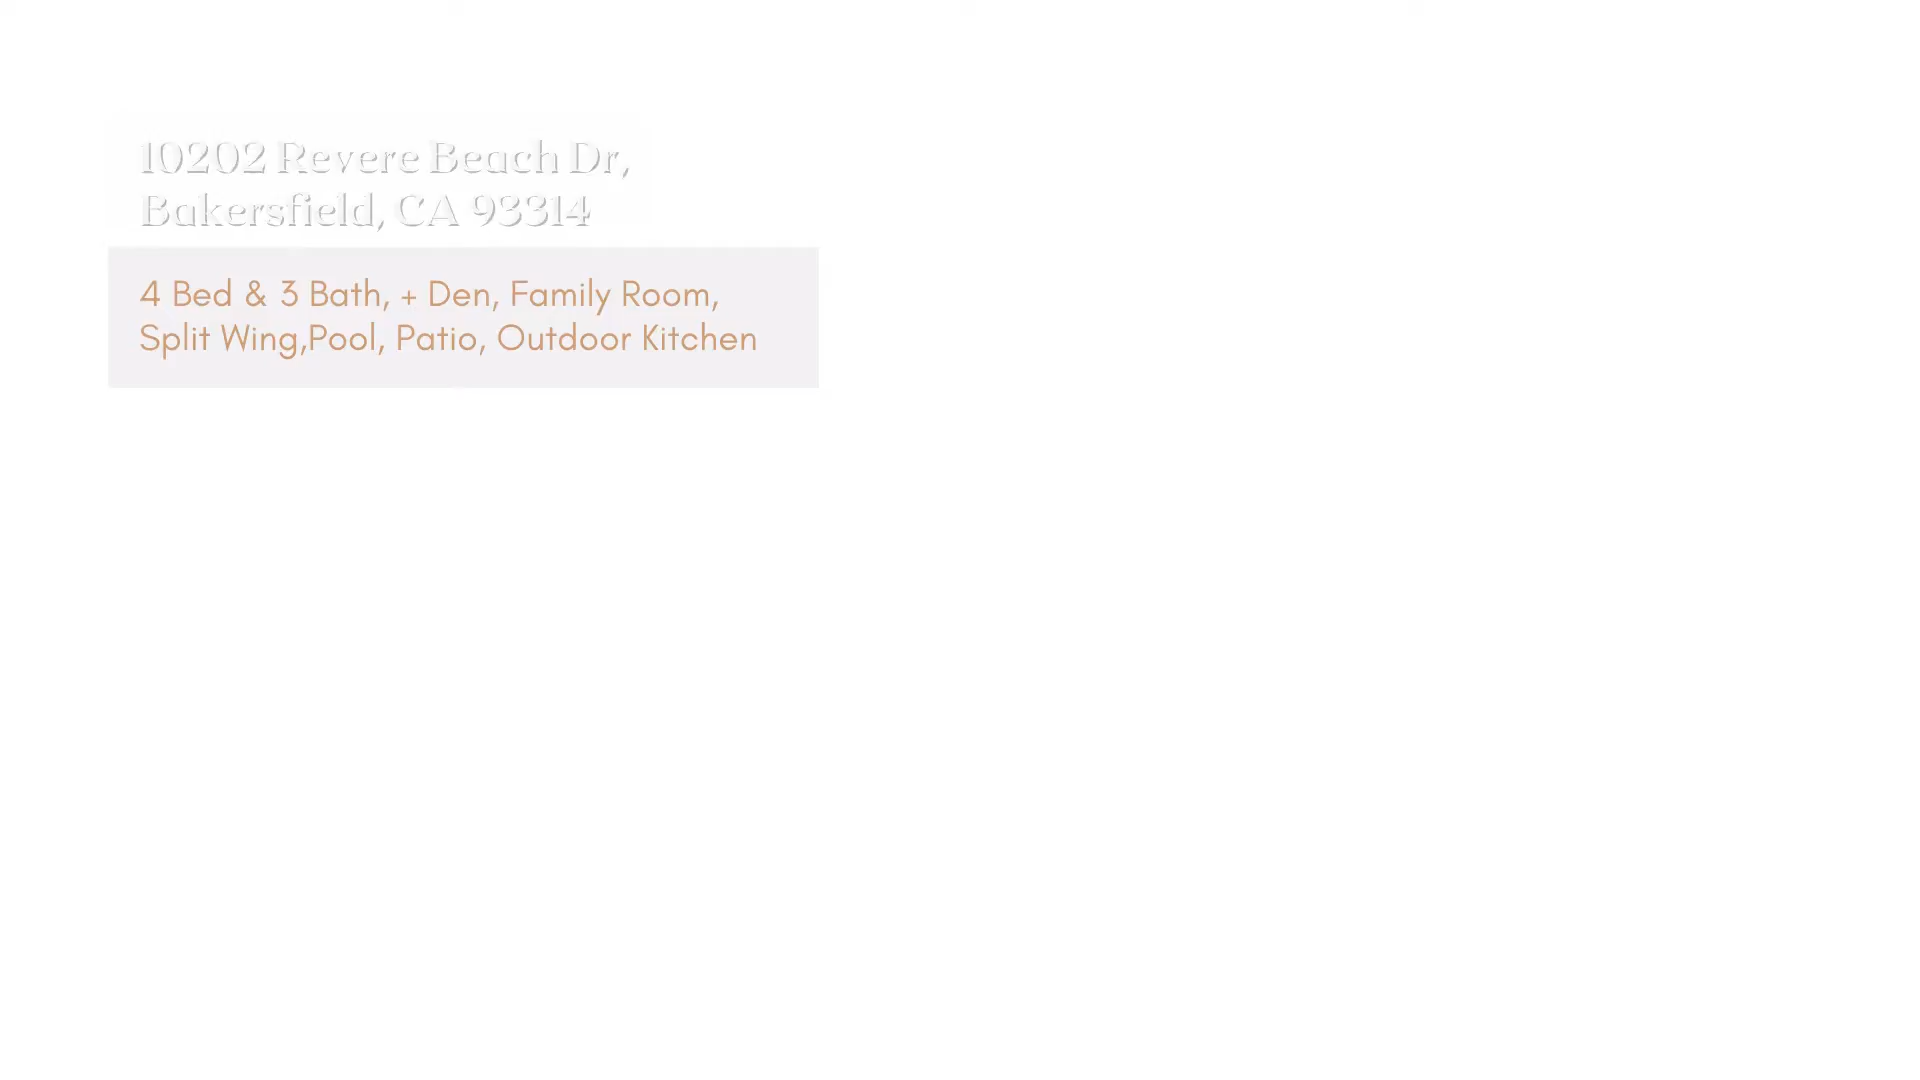 10202 Revere Beach Dr,
Bakersfield, CA 93314
4 Bed & 3 Bath, + Den, Family Room,
Split Wing,Pool, Patio, Outdoor Kitchen